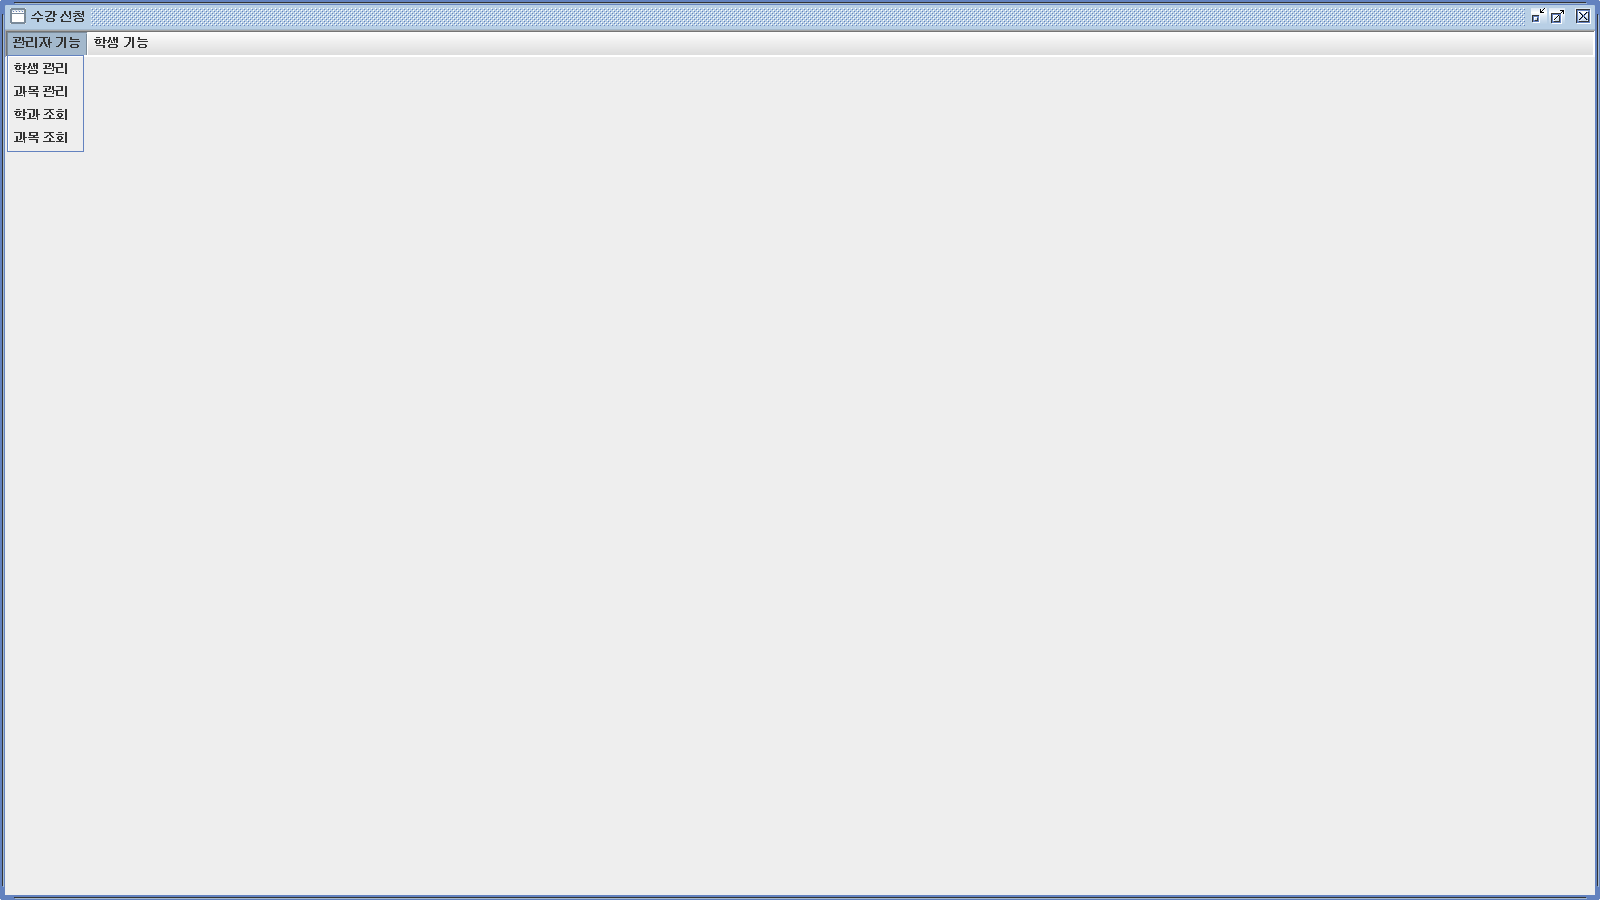 수강 신청
관리자 기능 학생 기능
학생 관리
과목 관리
학과 조회
과목 조회